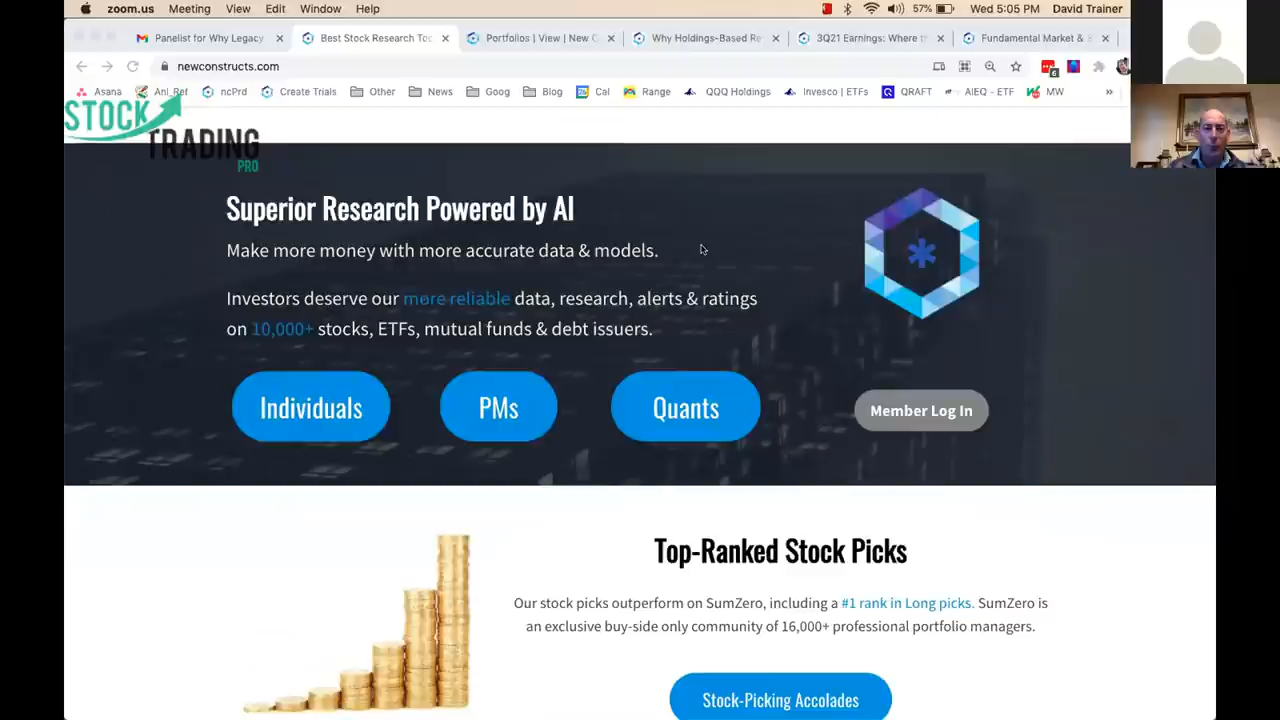 zoom.us Meeting View Edit Window Help 57% Wed 5:05 PM David Trainer
Panelist for Why Legacy
Best Stock Research Too
Portfolios | View | New C
Why Holdings-Based Re
3Q21 Earnings: Where th
Fundamental Market &
newconstructs.com
6
Asana Anl_Ref ncPrd Create Trials Other News Goog Blog Cal Range QQQ Holdings Invesco | ETFs QRAFT AIEQ - ETF MW »
STOCK
TRADING
PRO
Superior Research Powered by AI
Make more money with more accurate data & models.
Investors deserve our more reliable data, research, alerts & ratings
on 10,000+ stocks, ETFs, mutual funds & debt issuers.
Individuals PMs Quants Member Log In
Top-Ranked Stock Picks
Our stock picks outperform on SumZero, including a #1 rank in Long picks. SumZero is
an exclusive buy-side only community of 16,000+ professional portfolio managers.
Stock-Picking Accolades